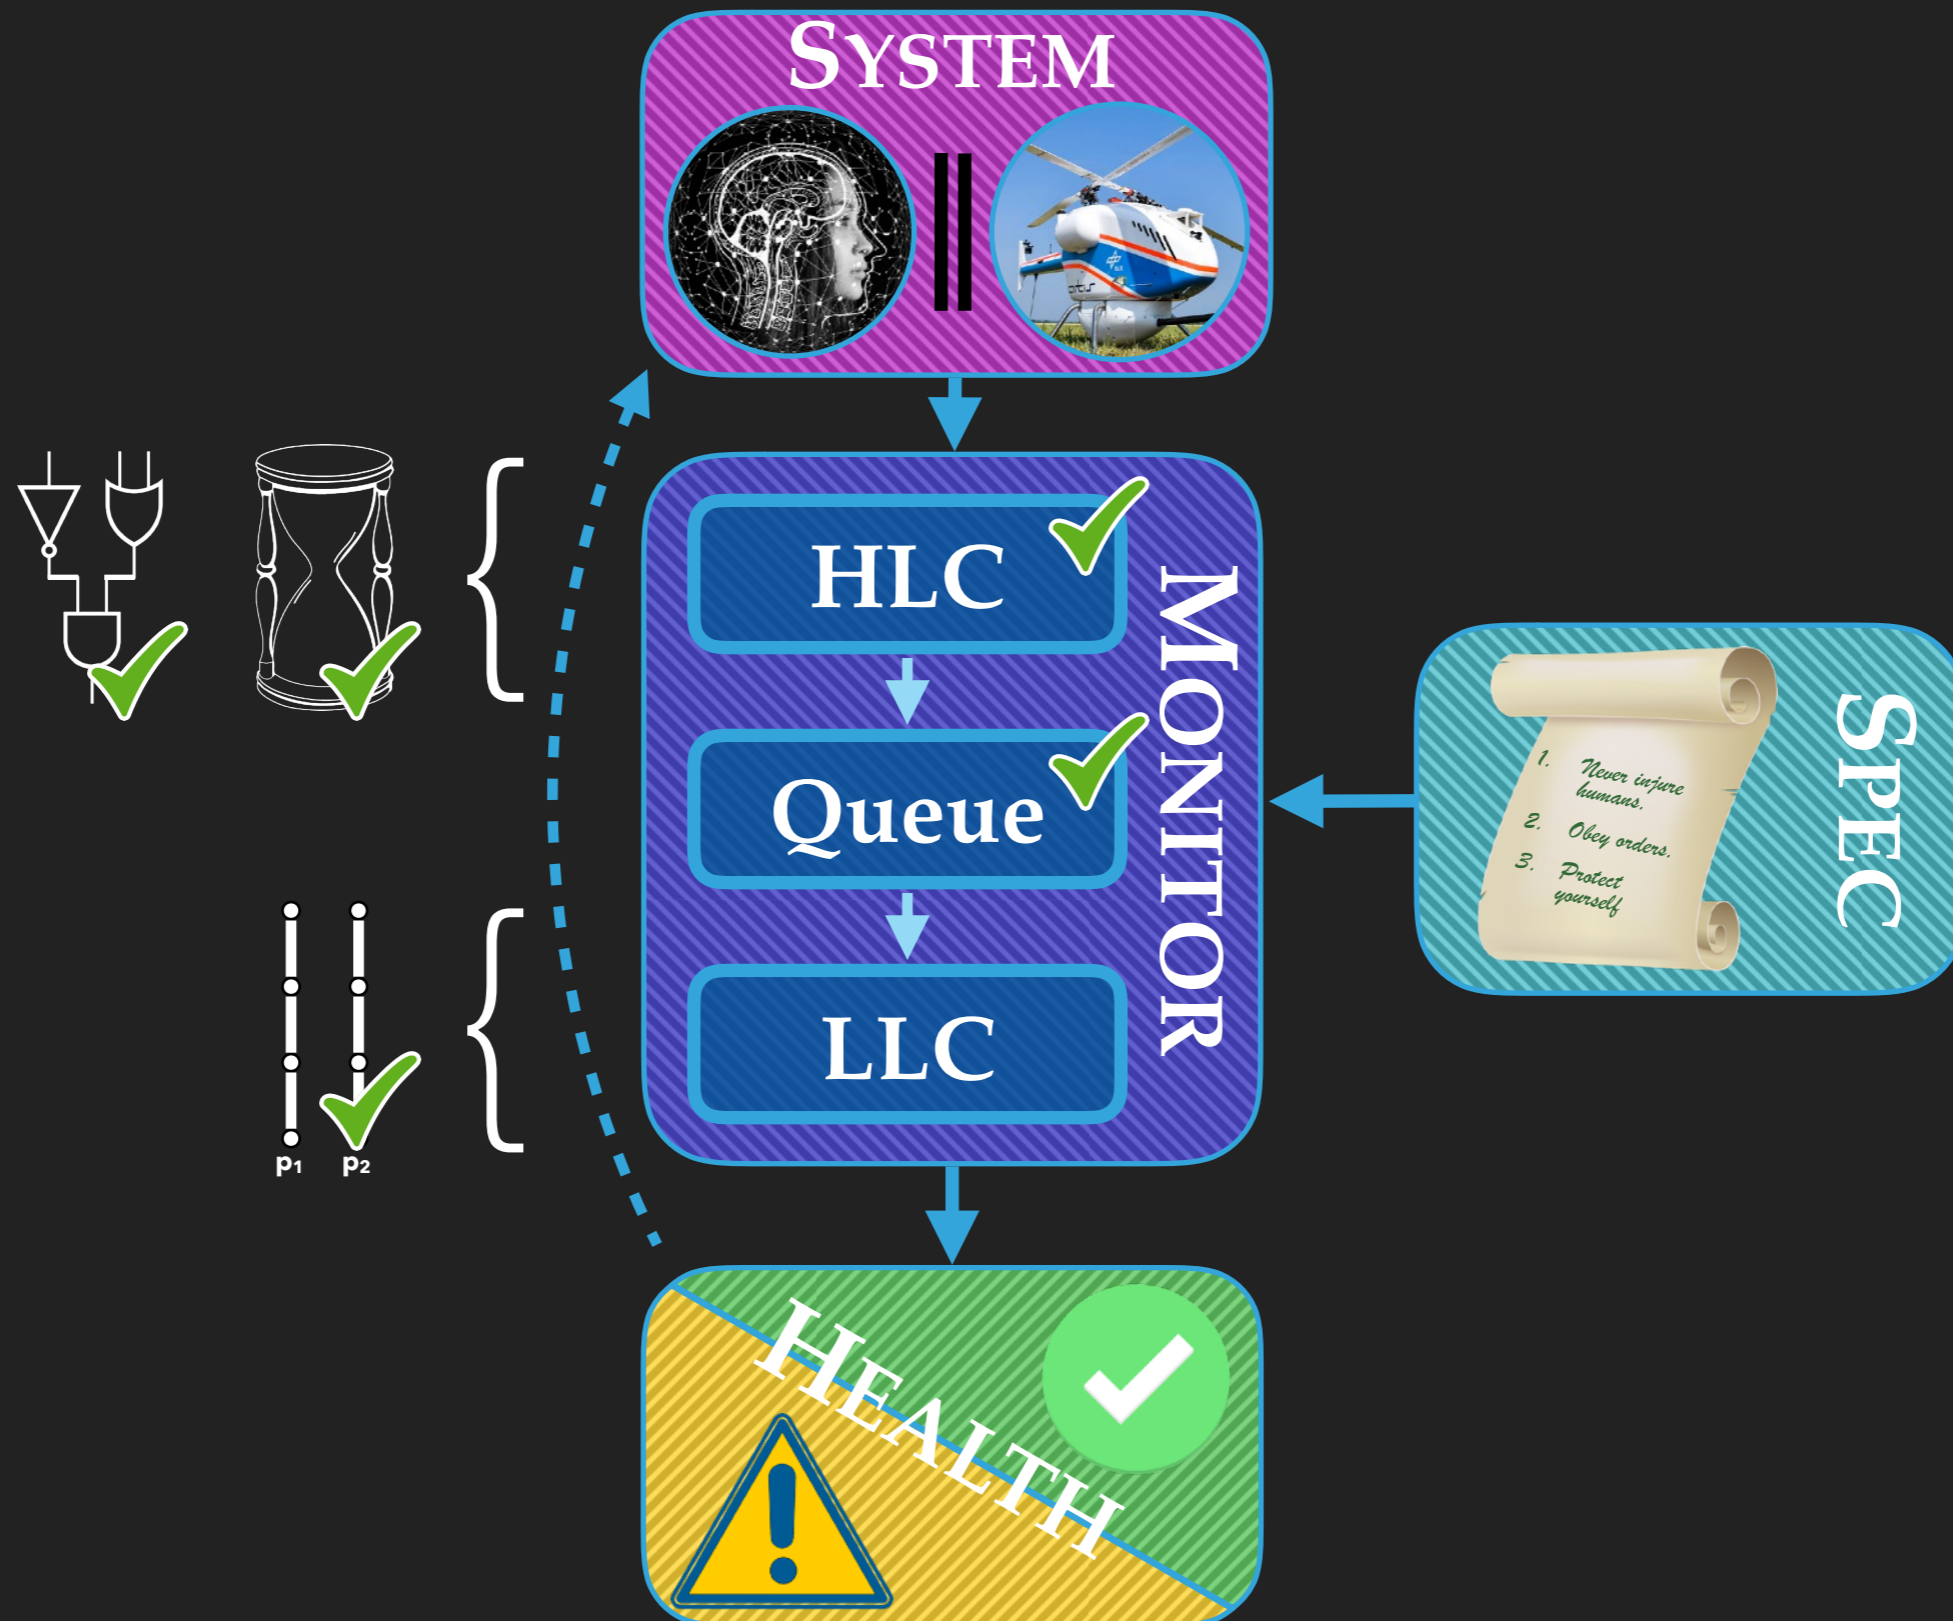 SYSTEM
HLC
Queue
LLC
MONITOR
SPEC
1. Never injure
humans.
2. Obey orders.
3. Protect
yourself
p1
p2
HEALTH